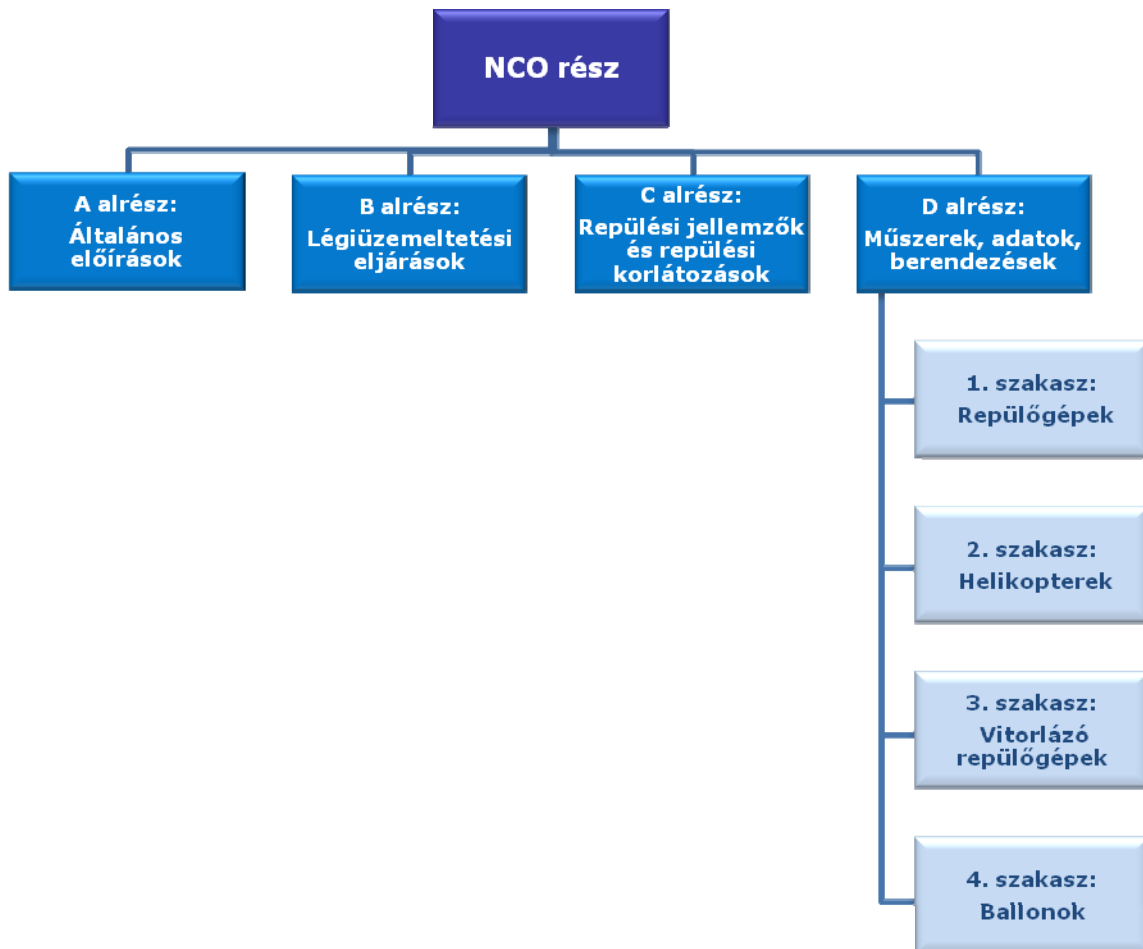 NCO rész
A alrész:
Általános
előírások
B alrész:
Légiüzemeltetési
eljárások
C alrész:
Repülési jellemzők
és repülési
korlátozások
D alrész:
Műszerek, adatok,
berendezések
1. szakasz:
Repülőgépek
2. szakasz:
Helikopterek
3. szakasz:
Vitorlázó
repülőgépek
4. szakasz:
Ballonok